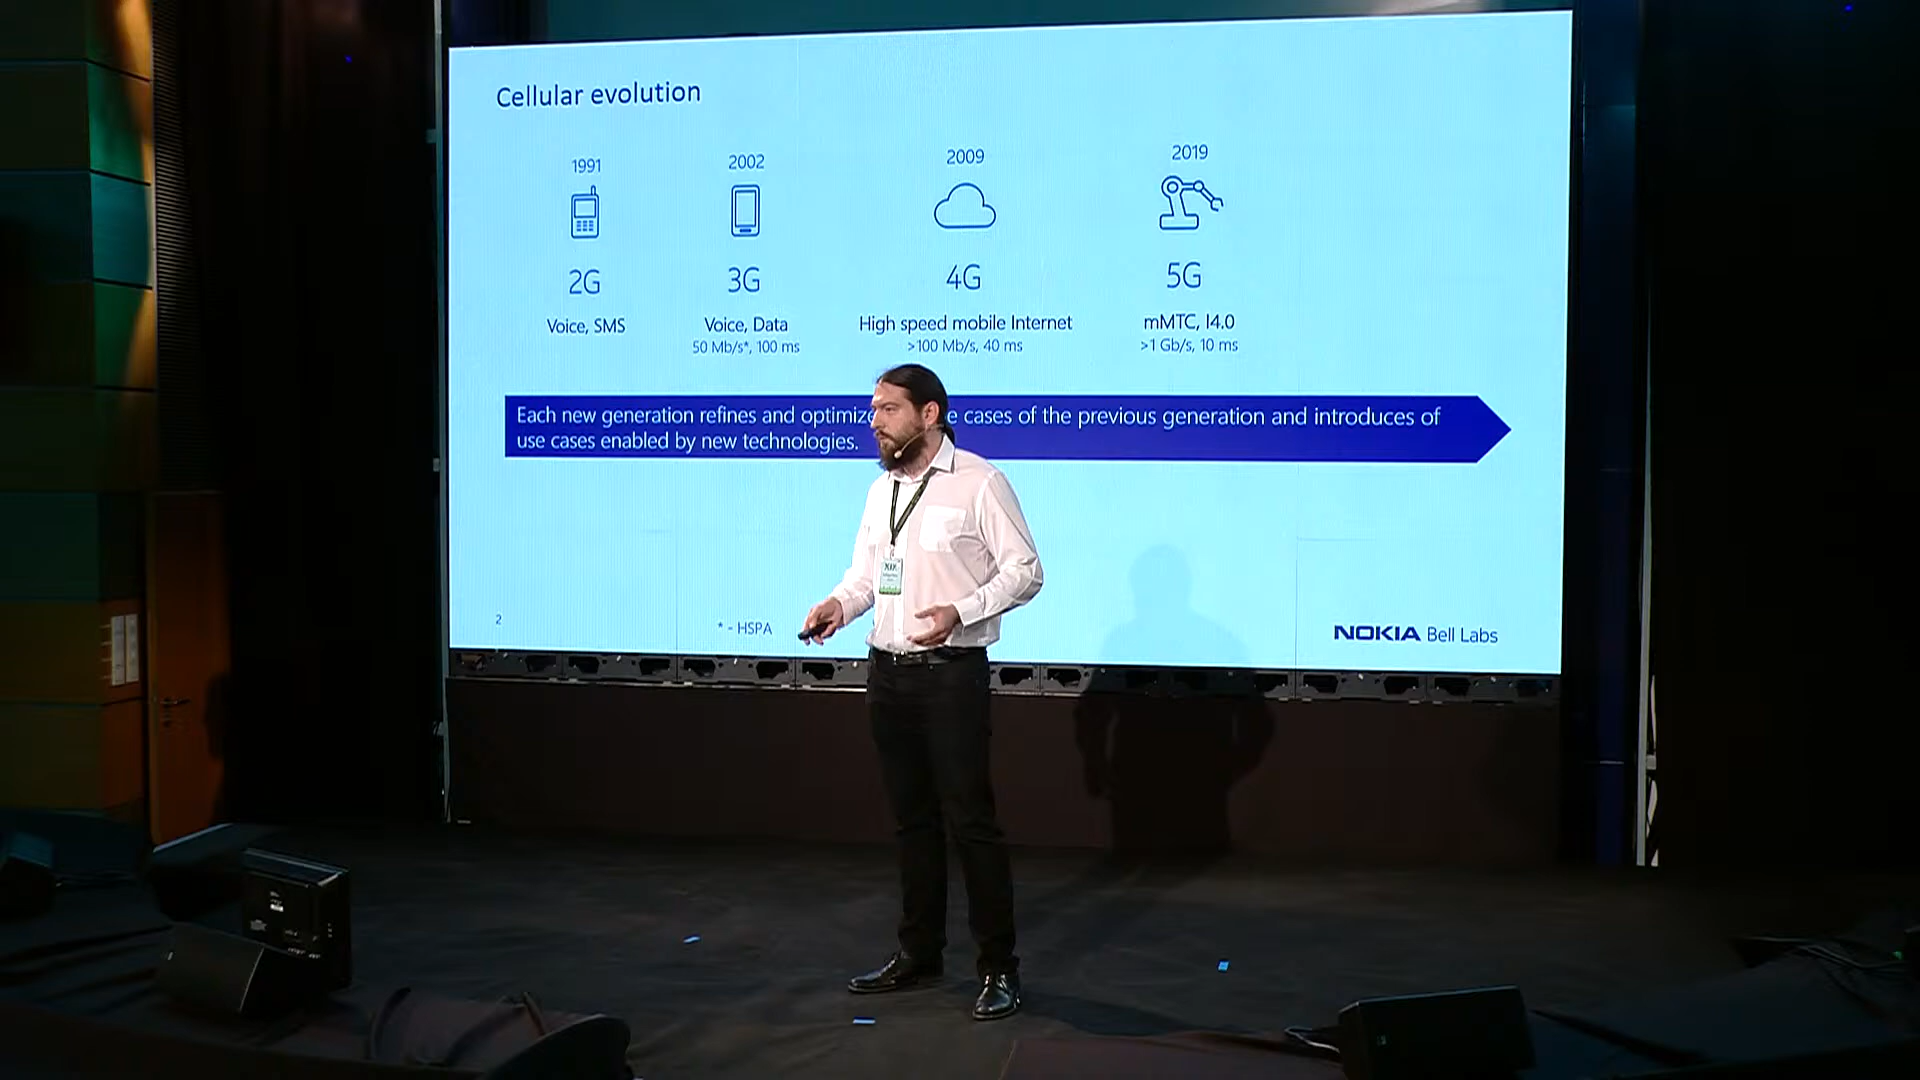 Cellular evolution
1991
2002
2009
2019
2G
3G
4G
5G
Voice, SMS
Voice, Data
High speed mobile Internet
mMTC, I4.0
50 Mb/s*, 100 ms
>100 Mb/s, 40 ms
>1 Gb/s, 10 ms
Each new generation refines and optimize e cases of the previous generation and introduces of
use cases enabled by new technologies.
2
* - HSPA
NOKIA Bell Labs